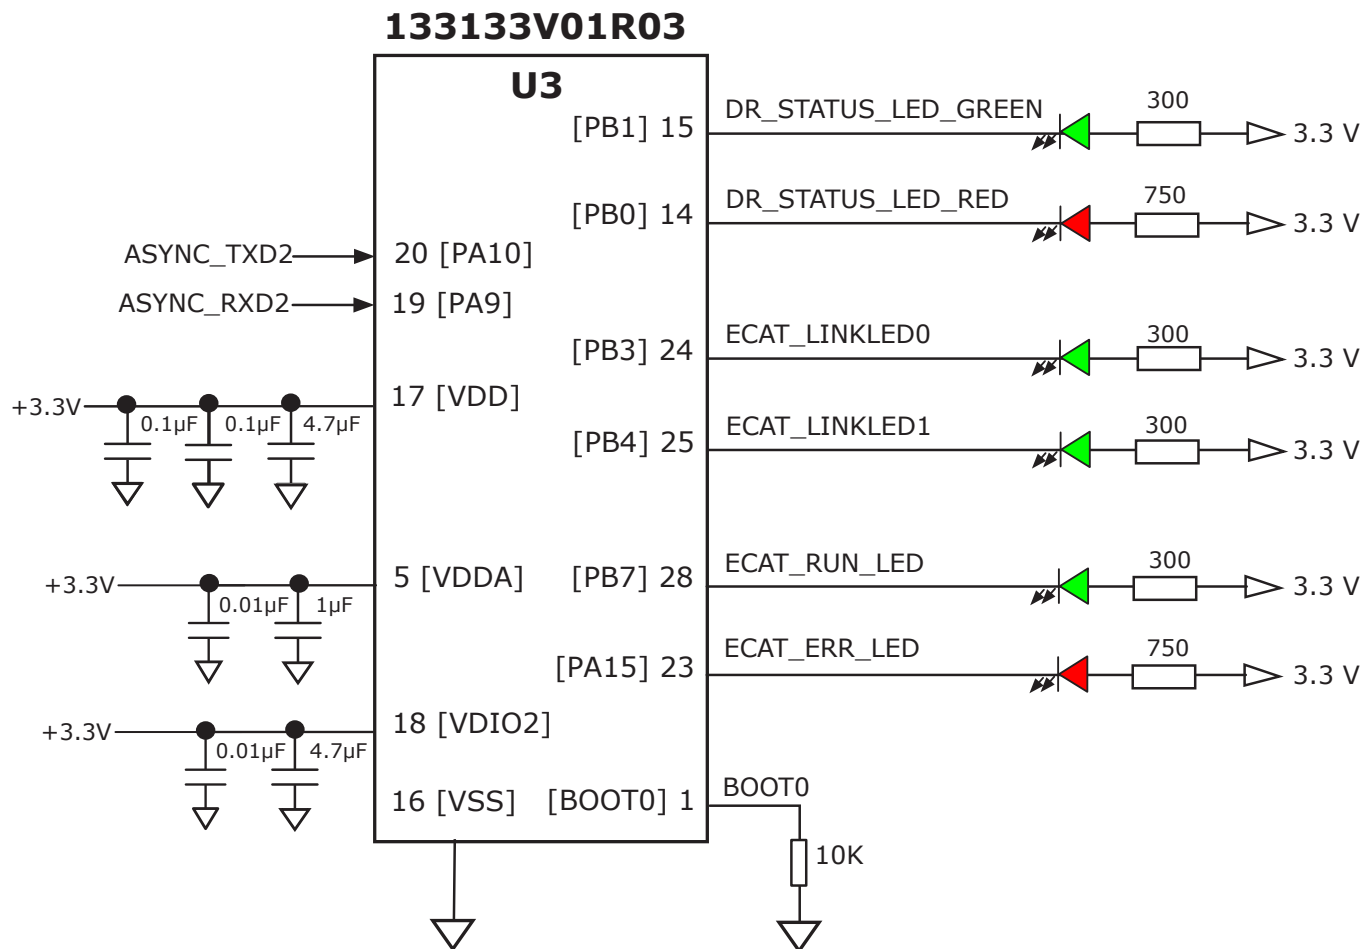 133133V01R03
U3
[PB1] 15
DR_STATUS_LED_GREEN
300
3.3 V
[PB0] 14
DR_STATUS_LED_RED
750
3.3 V
ASYNC_TXD2
20 [PA10]
ASYNC_RXD2
19 [PA9]
[PB3] 24
ECAT_LINKLED0
300
3.3 V
+3.3V
0.1µF
0.1µF
4.7µF
17 [VDD]
[PB4] 25
ECAT_LINKLED1
300
3.3 V
+3.3V
0.01µF
1µF
5 [VDDA]
[PB7] 28
ECAT_RUN_LED
300
3.3 V
[PA15] 23
ECAT_ERR_LED
750
3.3 V
+3.3V
0.01µF
4.7µF
18 [VDIO2]
16 [VSS]
[BOOT0] 1
BOOT0
10K